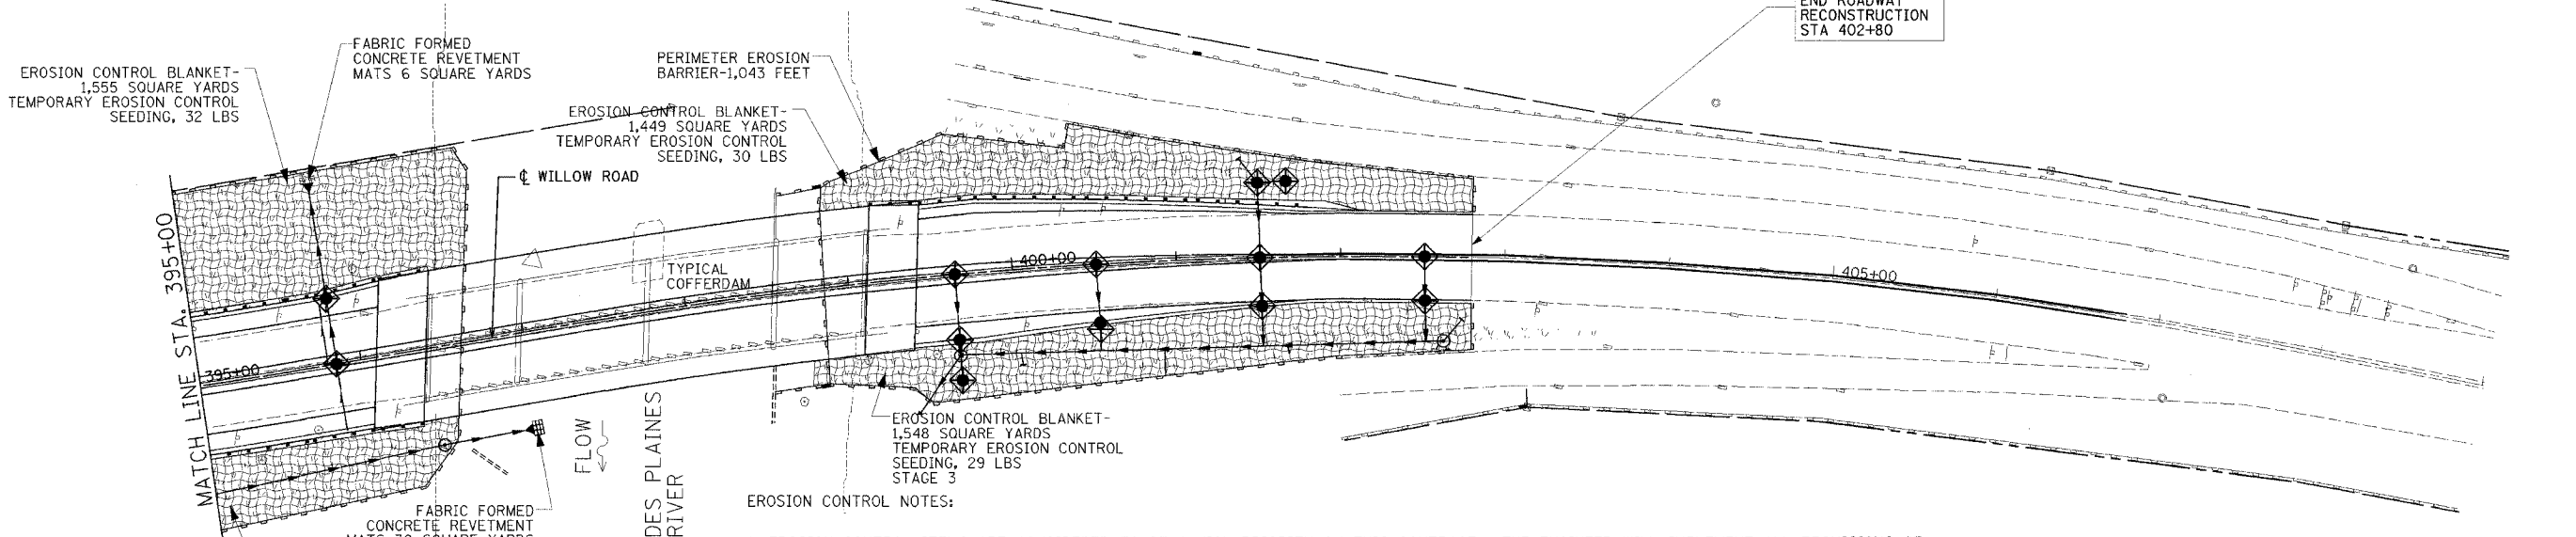 END ROADWAY
RECONSTRUCTION
STA 402+80
FABRIC FORMED
CONCRETE REVETMENT
MATS 6 SQUARE YARDS
EROSION CONTROL BLANKET-
1,555 SQUARE YARDS
TEMPORARY EROSION CONTROL
SEEDING, 32 LBS
PERIMETER EROSION
BARRIER-1,043 FEET
EROSION CONTROL BLANKET-
1,449 SQUARE YARDS
TEMPORARY EROSION CONTROL
SEEDING, 30 LBS
℄ WILLOW ROAD
MATCH LINE STA. 395+00
395+00
TYPICAL
COFFERDAM
400+00
405+00
FLOW
DES PLAINES
RIVER
EROSION CONTROL BLANKET-
1,548 SQUARE YARDS
TEMPORARY EROSION CONTROL
SEEDING, 29 LBS
STAGE 3
EROSION CONTROL NOTES:
FABRIC FORMED
CONCRETE REVETMENT
MATS 30 SQUARE YARDS